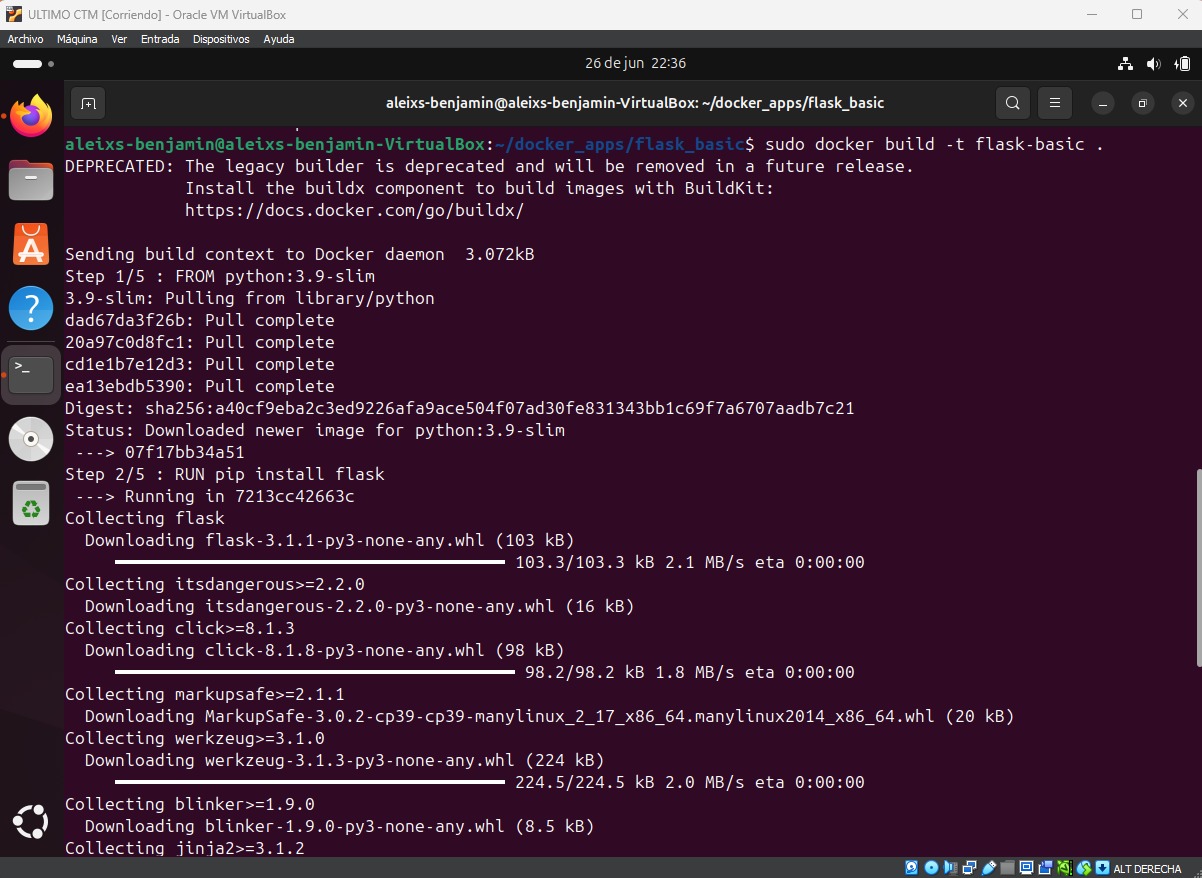 ULTIMO CTM [Corriendo] - Oracle VM VirtualBox
Archivo Máquina Ver Entrada Dispositivos Ayuda
26 de jun 22:36
aleixs-benjamin@aleixs-benjamin-VirtualBox: ~/docker_apps/flask_basic
aleixs-benjamin@aleixs-benjamin-VirtualBox:~/docker_apps/flask_basic$ sudo docker build -t flask-basic .
DEPRECATED: The legacy builder is deprecated and will be removed in a future release.
Install the buildx component to build images with BuildKit:
https://docs.docker.com/go/buildx/
Sending build context to Docker daemon  3.072kB
Step 1/5 : FROM python:3.9-slim
3.9-slim: Pulling from library/python
dad67da3f26b: Pull complete
20a97c0d8fc1: Pull complete
cd1e1b7e12d3: Pull complete
ea13ebdb5390: Pull complete
Digest: sha256:a40cf9eba2c3ed9226afa9ace504f07ad30fe831343bb1c69f7a6707aadb7c21
Status: Downloaded newer image for python:3.9-slim
---> 07f17bb34a51
Step 2/5 : RUN pip install flask
---> Running in 7213cc42663c
Collecting flask
Downloading flask-3.1.1-py3-none-any.whl (103 kB)
103.3/103.3 kB 2.1 MB/s eta 0:00:00
Collecting itsdangerous>=2.2.0
Downloading itsdangerous-2.2.0-py3-none-any.whl (16 kB)
Collecting click>=8.1.3
Downloading click-8.1.8-py3-none-any.whl (98 kB)
98.2/98.2 kB 1.8 MB/s eta 0:00:00
Collecting markupsafe>=2.1.1
Downloading MarkupSafe-3.0.2-cp39-cp39-manylinux_2_17_x86_64.manylinux2014_x86_64.whl (20 kB)
Collecting werkzeug>=3.1.0
Downloading werkzeug-3.1.3-py3-none-any.whl (224 kB)
224.5/224.5 kB 2.0 MB/s eta 0:00:00
Collecting blinker>=1.9.0
Downloading blinker-1.9.0-py3-none-any.whl (8.5 kB)
Collecting jinja2>=3.1.2
ALT DERECHA